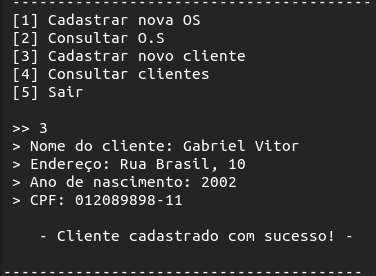 -----------------------------------------
[1] Cadastrar nova OS
[2] Consultar O.S
[3] Cadastrar novo cliente
[4] Consultar clientes
[5] Sair
>> 3
> Nome do cliente: Gabriel Vitor
> Endereço: Rua Brasil, 10
> Ano de nascimento: 2002
> CPF: 012089898-11
- Cliente cadastrado com sucesso! -
-----------------------------------------